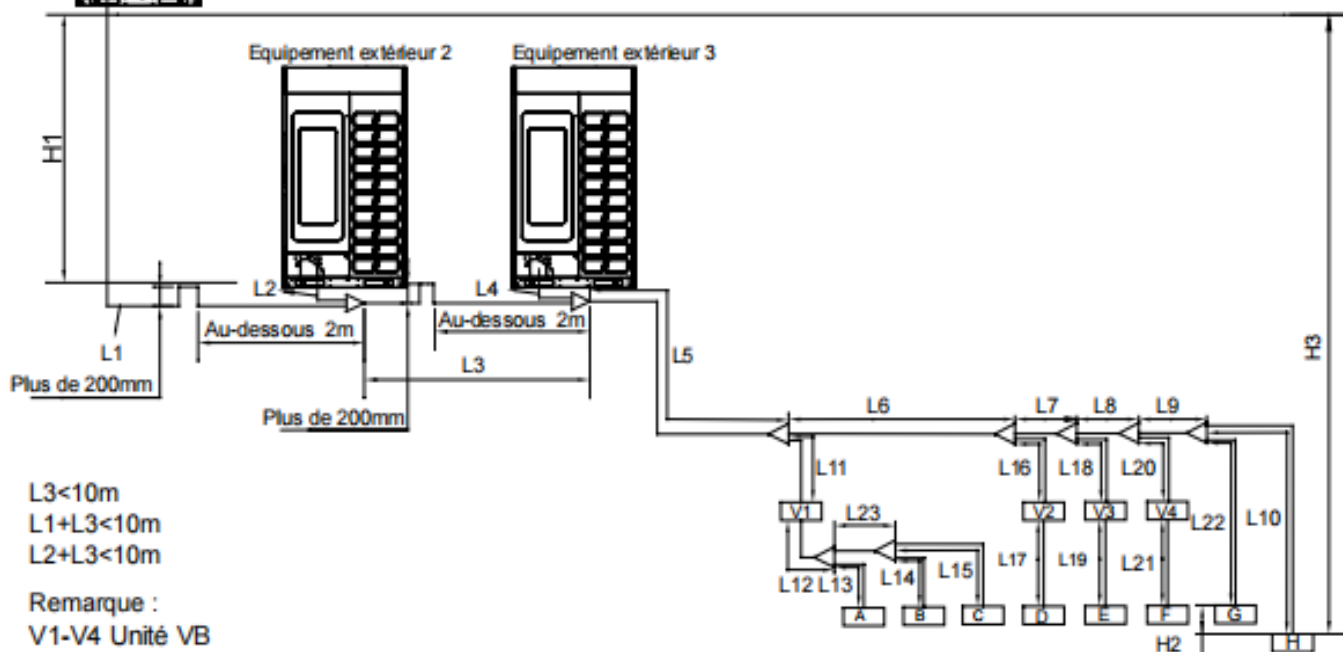 Equipement extérieur 2
Equipement extérieur 3
H1
L2
L4
Au-dessous 2m
Au-dessous 2m
L1
L3
L5
H3
Plus de 200mm
Plus de 200mm
L6
L7
L8
L9
L11
L16
L18
L20
L22
L10
V1
L23
V2
V3
V4
L12
L13
L14
L15
L17
L19
L21
A
B
C
D
E
F
G
H2
H
L3<10m
L1+L3<10m
L2+L3<10m
Remarque :
V1-V4 Unité VB